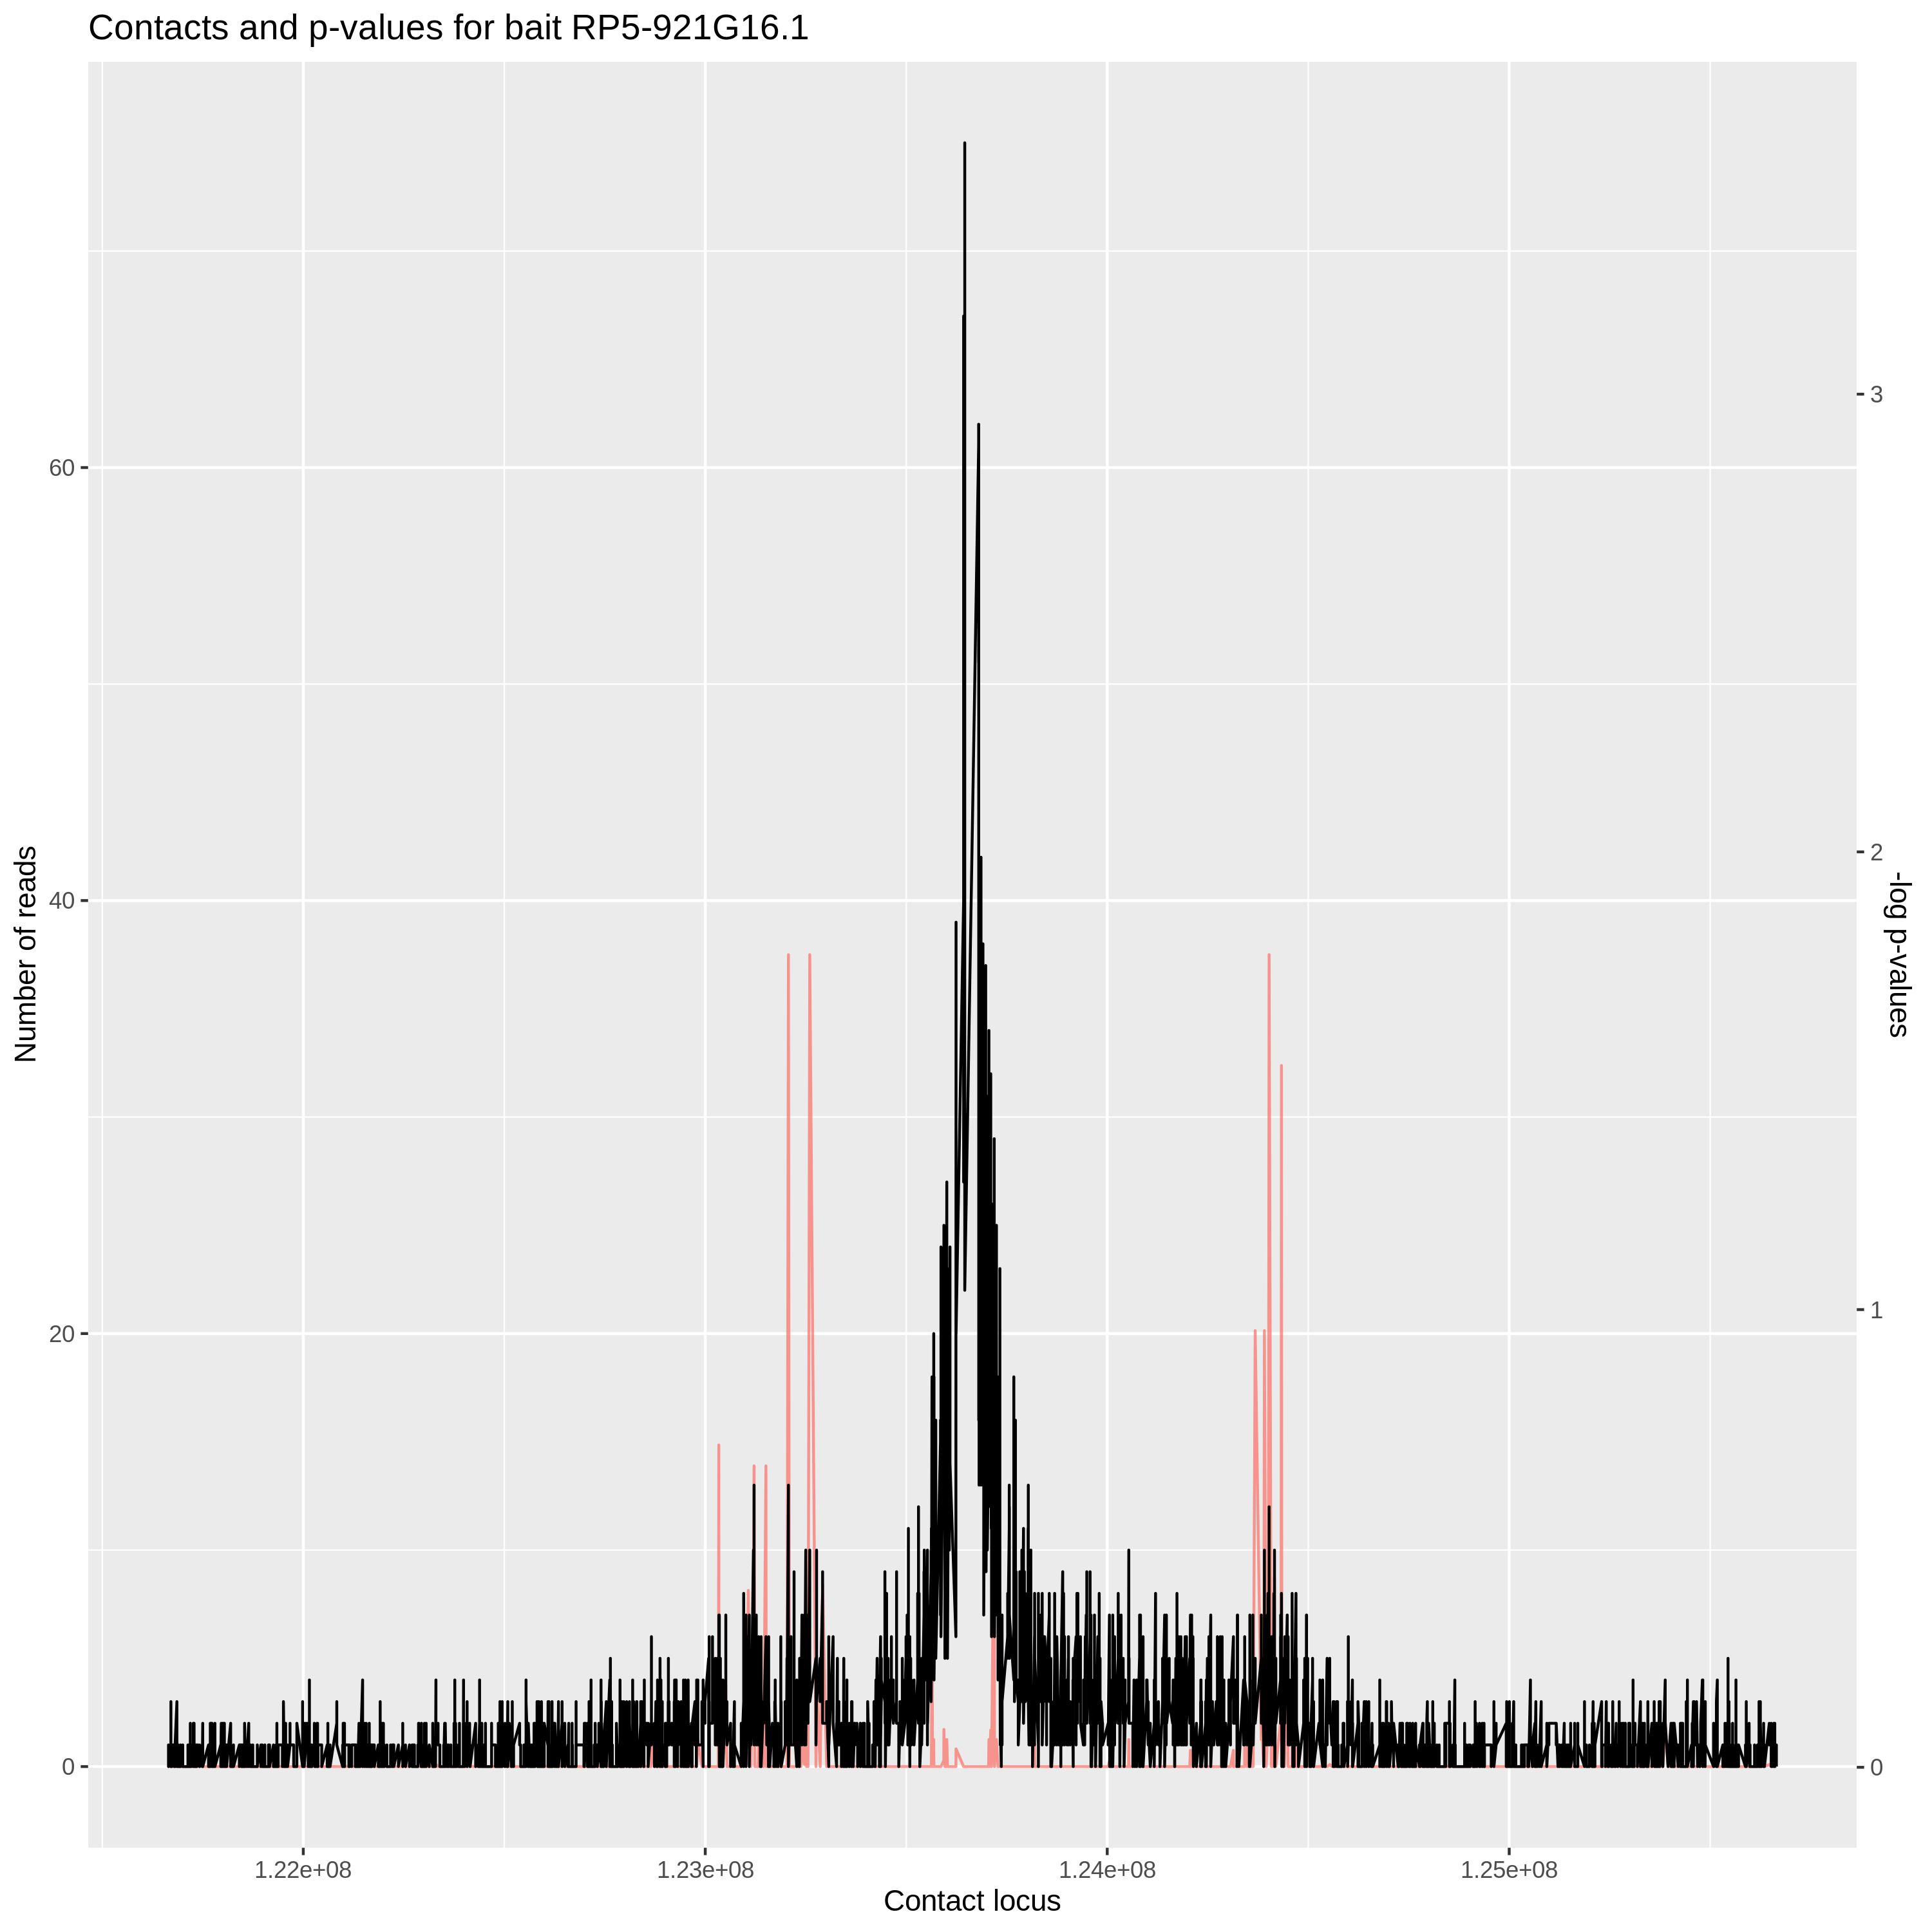 Contacts and p-values for bait RP5-921G16.1
Number of reads
60
40
20
0
3
2
1
0
-log p-values
1.22e+08 1.23e+08 1.24e+08 1.25e+08
Contact locus